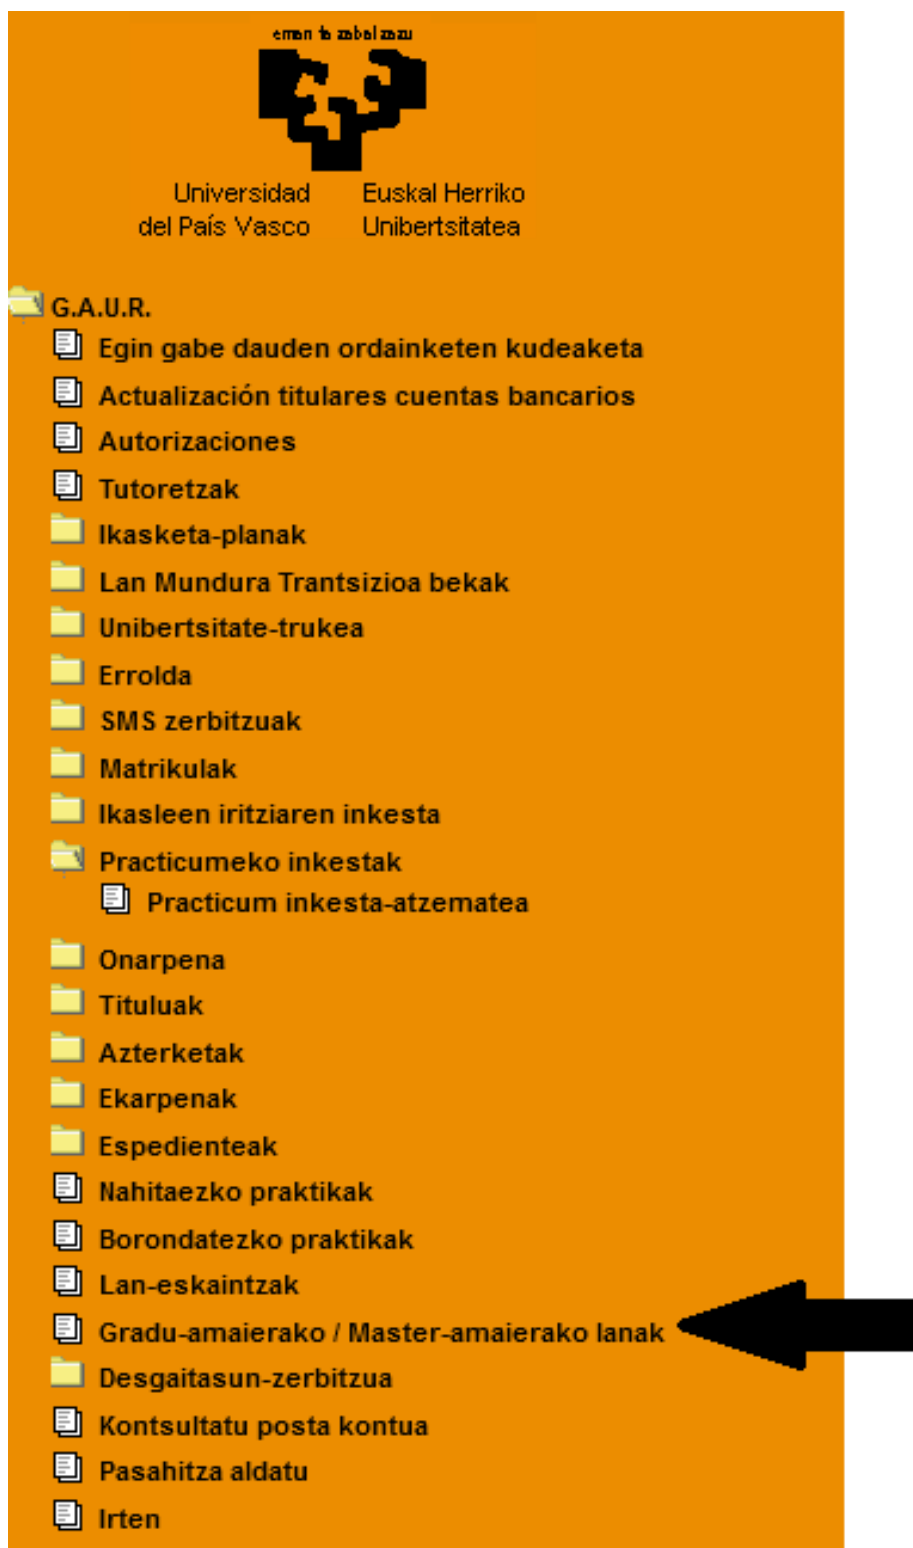 eman ta zabal zazu
Universidad
del País Vasco
Euskal Herriko
Unibertsitatea
G.A.U.R.
Egin gabe dauden ordainketen kudeaketa
Actualización titulares cuentas bancarios
Autorizaciones
Tutoretzak
Ikasketa-planak
Lan Mundura Trantsizioa bekak
Unibertsitate-trukea
Errolda
SMS zerbitzuak
Matrikulak
Ikasleen iritziaren inkesta
Practicumeko inkestak
Practicum inkesta-atzematea
Onarpena
Tituluak
Azterketak
Ekarpenak
Espedienteak
Nahitaezko praktikak
Borondatezko praktikak
Lan-eskaintzak
Gradu-amaierako / Master-amaierako lanak
Desgaitasun-zerbitzua
Kontsultatu posta kontua
Pasahitza aldatu
Irten